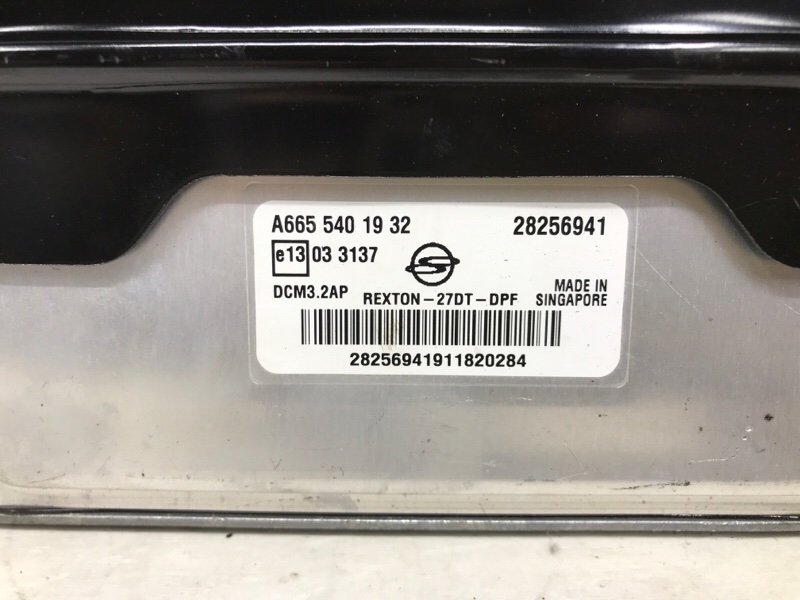 A665 540 19 32 28256941
e13 03 3137
DCM3.2AP REXTON-27DT-DPF MADE IN SINGAPORE
28256941911820284